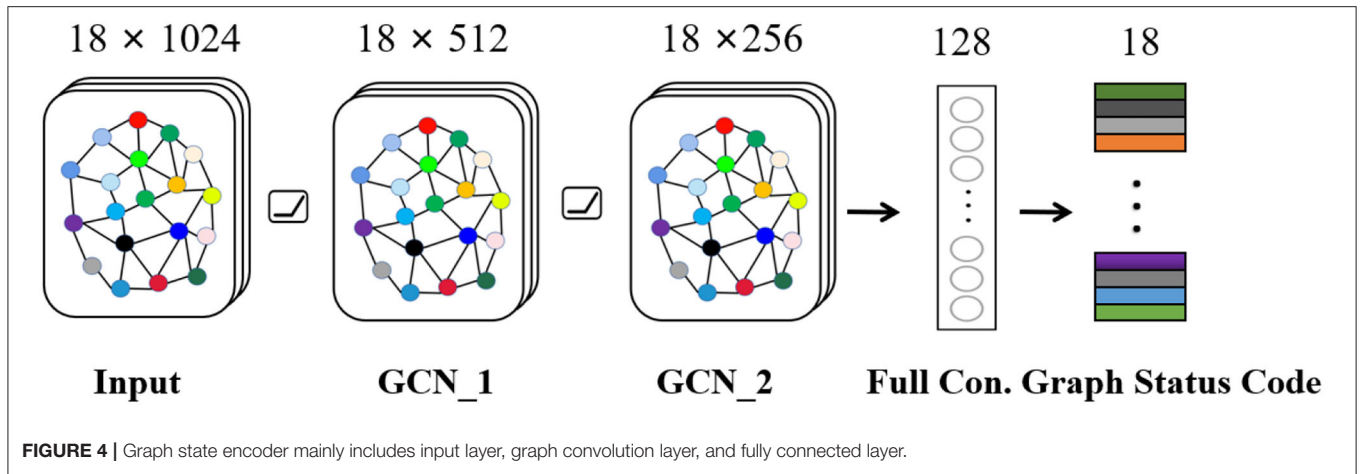 18 × 1024 18 × 512 18 ×256 128 18
Input GCN_1 GCN_2 Full Con. Graph Status Code
FIGURE 4 | Graph state encoder mainly includes input layer, graph convolution layer, and fully connected layer.